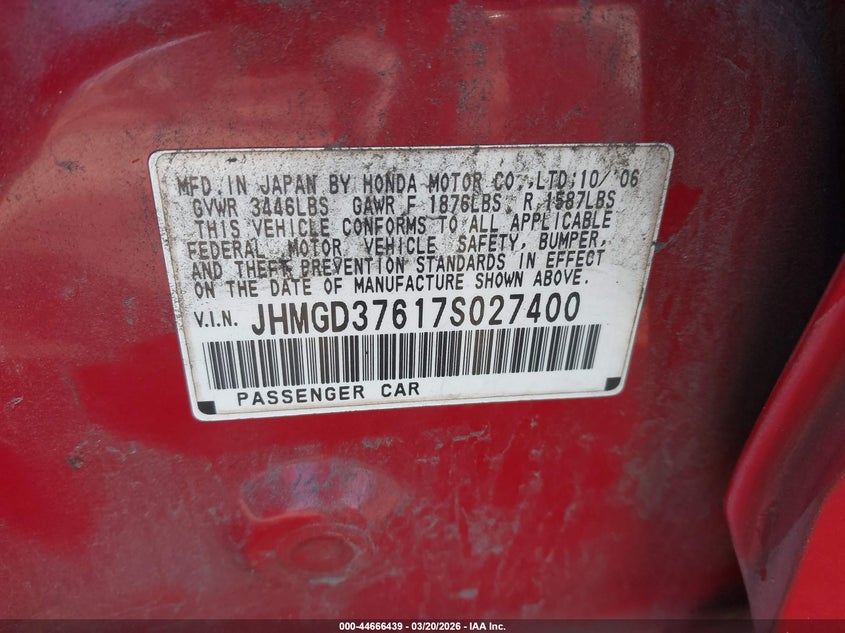 MFD. IN JAPAN BY HONDA MOTOR CO.,LTD; 10/ '06
GVWR 3446LBS GAWR F 1876LBS R 1587LBS
THIS VEHICLE CONFORMS TO ALL APPLICABLE
FEDERAL MOTOR VEHICLE SAFETY, BUMPER,
AND THEFT PREVENTION STANDARDS IN EFFECT
ON THE DATE OF MANUFACTURE SHOWN ABOVE.
V.I.N. JHMGD37617S027400
PASSENGER CAR
000-44666439 - 03/20/2026 - IAA Inc.